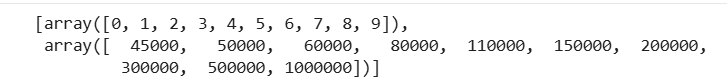 [array([0, 1, 2, 3, 4, 5, 6, 7, 8, 9]),
array([  45000,   50000,   60000,   80000,  110000,  150000,  200000,
300000,  500000, 1000000])]